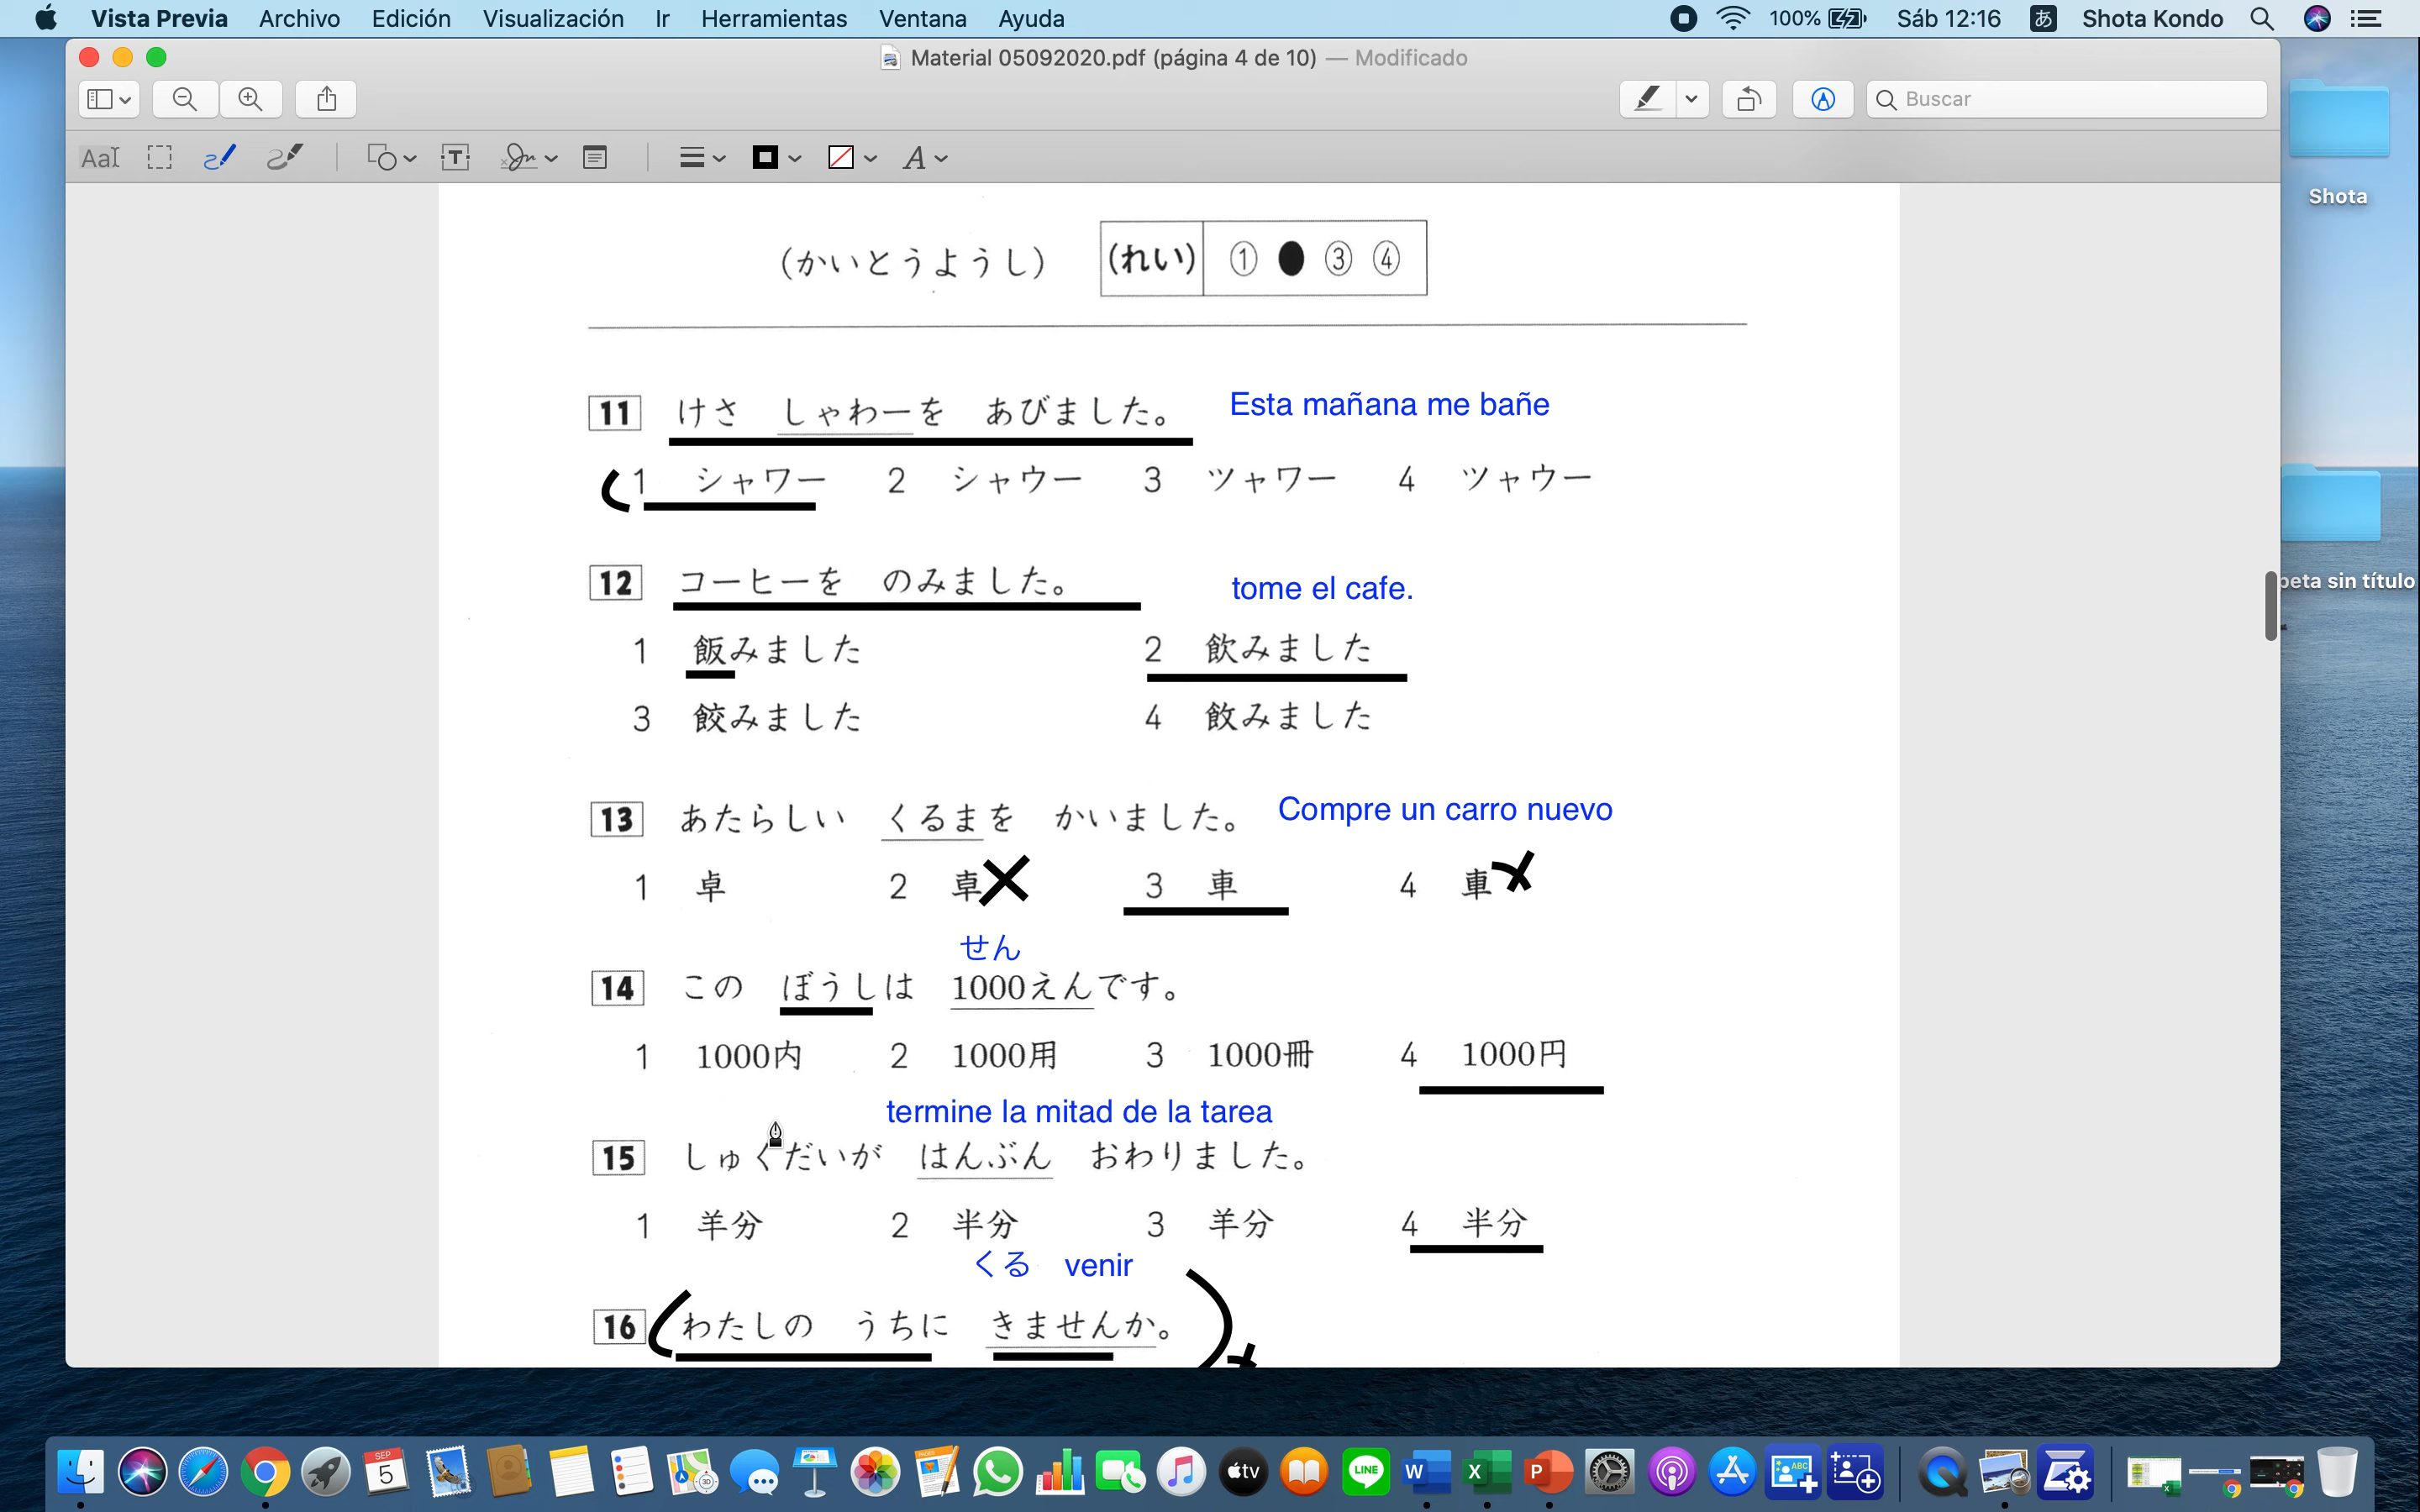 Vista Previa Archivo Edición Visualización Ir Herramientas Ventana Ayuda 100% Sáb 12:16 あ Shota Kondo
Material 05092020.pdf (página 4 de 10) — Modificado
Buscar
(かいとうようし) (れい) ① ● ③ ④
11 けさ しゃわーを あびました。 Esta mañana me bañe
1 シャワー 2 シャウー 3 ツャワー 4 ツャウー
12 コーヒーを のみました。 tome el cafe.
1 飯みました 2 飲みました
3 餃みました 4
13 あたらしい くるまを かいました。 Compre un carro nuevo
1 卓 2 3 車 4
せん
14 この ぼうしは 1000えんです。
1 1000内 2 1000用 3 1000冊 4 1000円
termine la mitad de la tarea
15 しゅくだいが はんぶん おわりました。
1 羊分 2 半分 3 羊分 4 半分
くる venir
16 わたしの うちに きませんか。
Shota
peta sin título
SEP
5
3D
tv
LINE
W
X
P
ABC